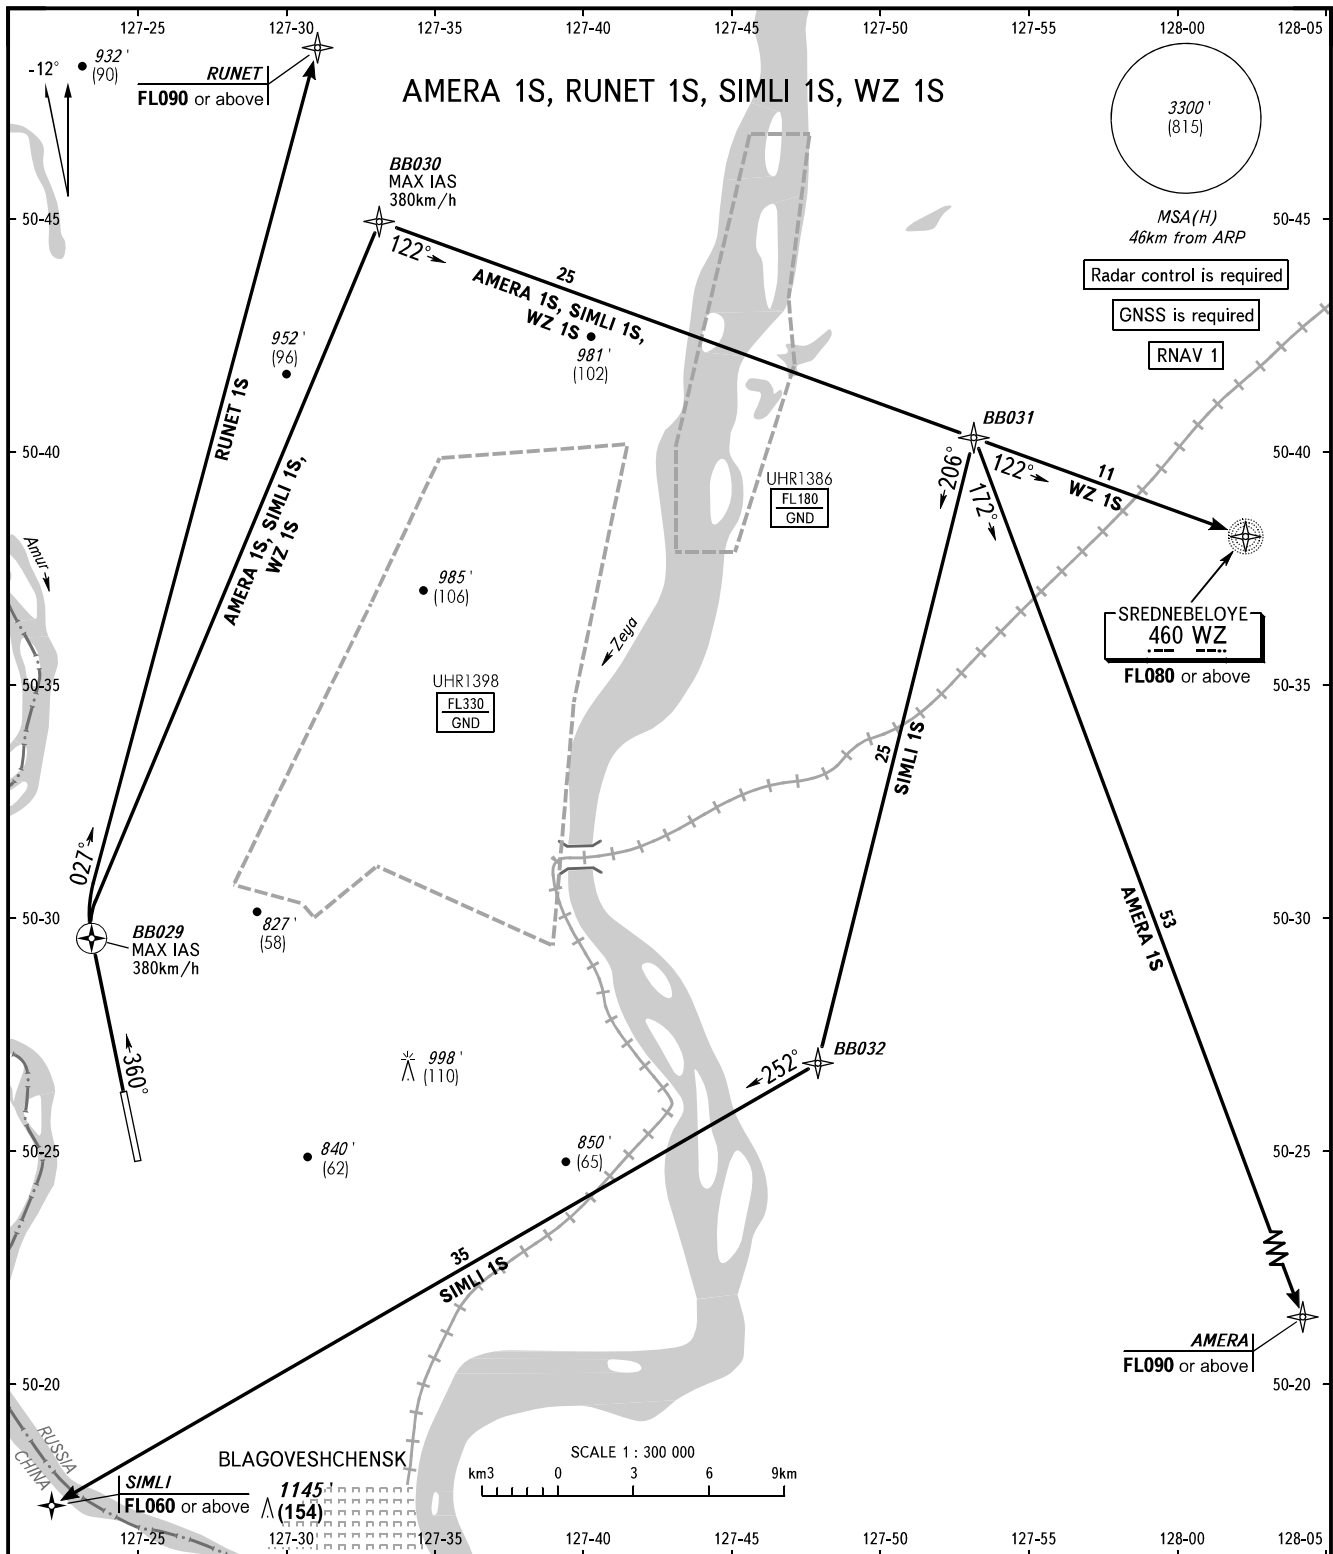 127-25 127-30 127-35 127-40 127-45 127-50 127-55 128-00 128-05
932'
(90)
-12°
RUNET
FL090 or above
AMERA 1S, RUNET 1S, SIMLI 1S, WZ 1S
3300'
(815)
MSA(H)
46km from ARP
Radar control is required
GNSS is required
RNAV 1
BB030
MAX IAS
380km/h
50-45 50-45
122°
25
AMERA 1S, SIMLI 1S,
WZ 1S
952'
(96)
981'
(102)
RUNET 1S
AMERA 1S, SIMLI 1S,
WZ 1S
BB031
50-40 50-40
206°
172°
122°
11
WZ 1S
UHR1386
FL180
GND
Amur
985'
(106)
Zeya
SREDNEBELOYE
460 WZ
FL080 or above
50-35 50-35
UHR1398
FL330
GND
25
SIMLI 1S
027°
53
AMERA 1S
50-30 50-30
BB029
MAX IAS
380km/h
827'
(58)
360°
998'
(110)
BB032
252°
50-25 50-25
840'
(62)
850'
(65)
35
SIMLI 1S
AMERA
FL090 or above
50-20 50-20
RUSSIA
CHINA
SIMLI
FL060 or above
BLAGOVESHCHENSK
1145'
(154)
SCALE 1 : 300 000
km3 0 3 6 9km
127-25 127-30 127-35 127-40 127-45 127-50 127-55 128-00 128-05